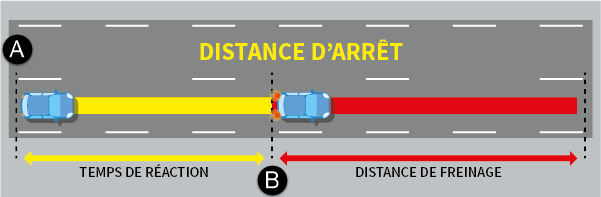 A
DISTANCE D'ARRÊT
TEMPS DE RÉACTION
B
DISTANCE DE FREINAGE